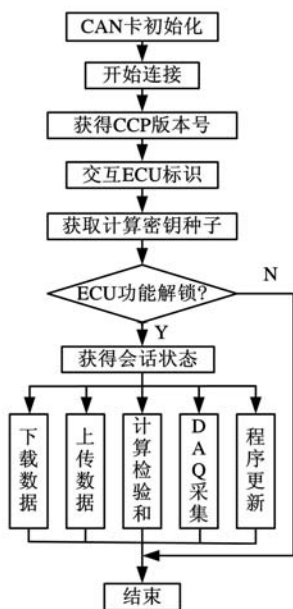 CAN卡初始化
开始连接
获得CCP版本号
交互ECU标识
获取计算密钥种子
ECU功能解锁?
N
Y
获得会话状态
下载数据
上传数据
计算检验和
DAQ采集
程序更新
结束